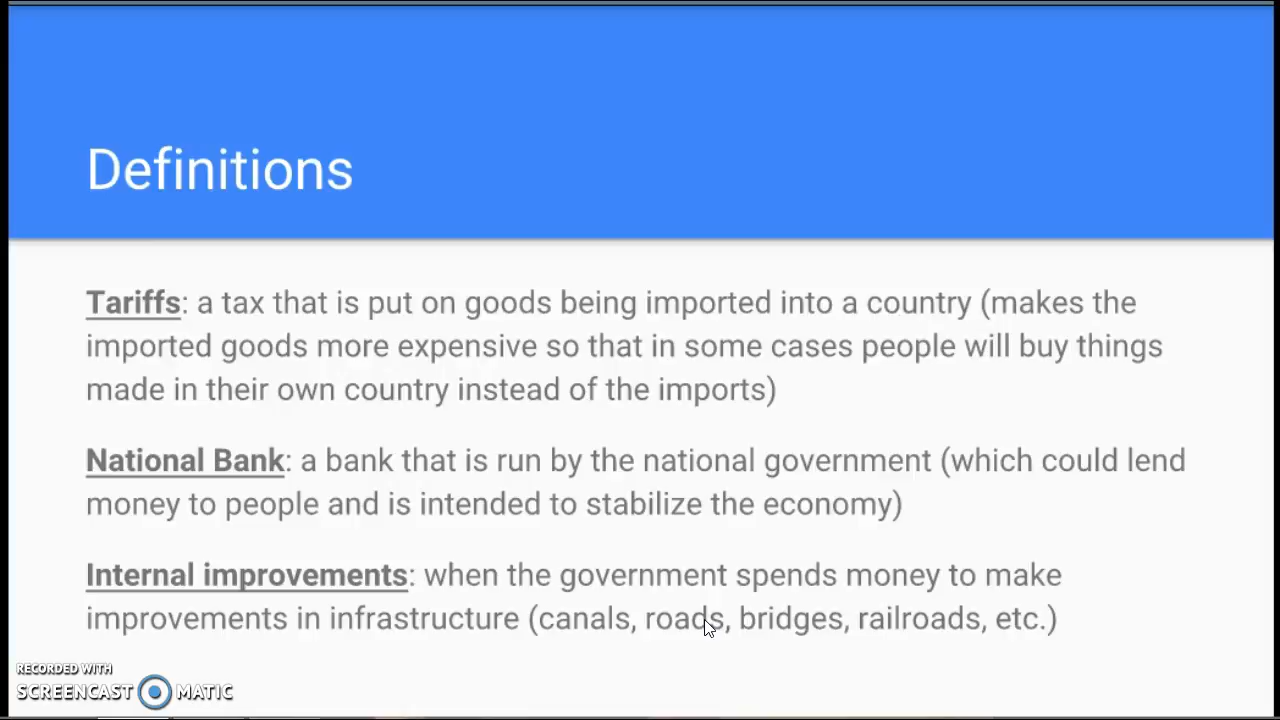 Definitions
Tariffs: a tax that is put on goods being imported into a country (makes the
imported goods more expensive so that in some cases people will buy things
made in their own country instead of the imports)
National Bank: a bank that is run by the national government (which could lend
money to people and is intended to stabilize the economy)
Internal improvements: when the government spends money to make
improvements in infrastructure (canals, roads, bridges, railroads, etc.)
RECORDED WITH
SCREENCAST MATIC